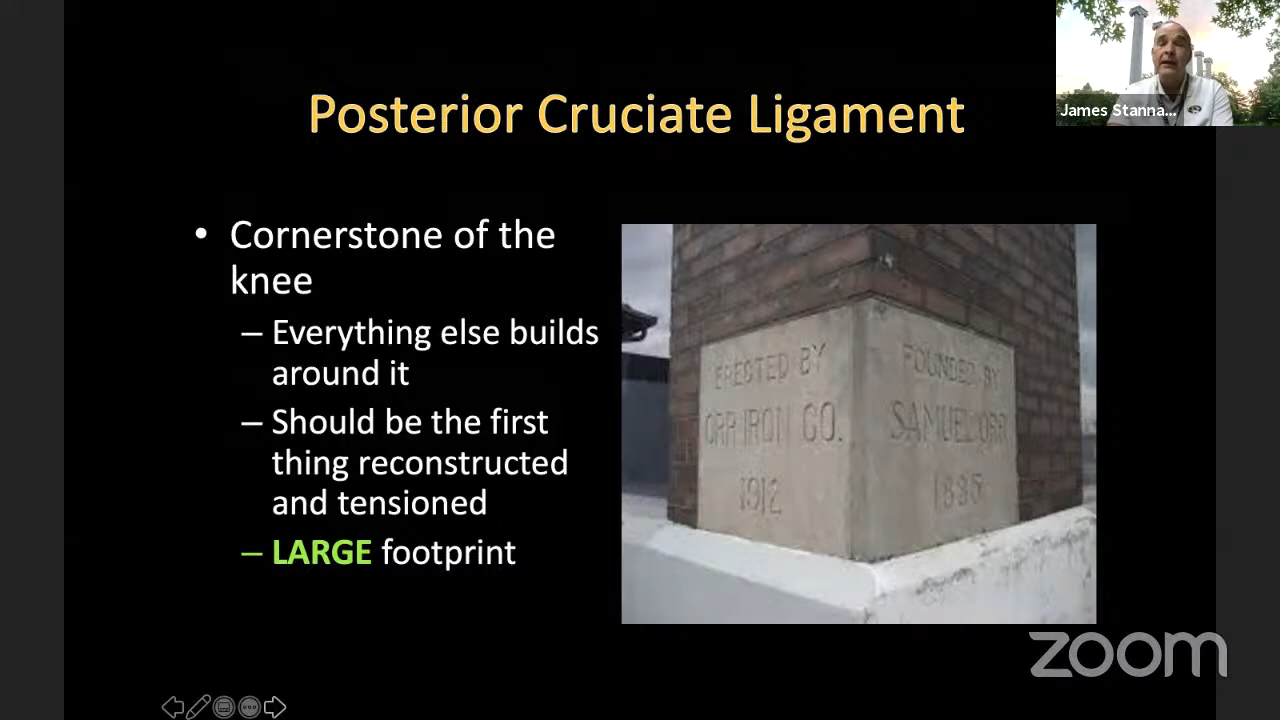 Posterior Cruciate Ligament
James Stanna...
• Cornerstone of the
knee
– Everything else builds
around it
– Should be the first
thing reconstructed
and tensioned
– LARGE footprint
ERECTED BY
ORR IRON CO.
1912
FOUNDED BY
SAMUEL ORR
zoom